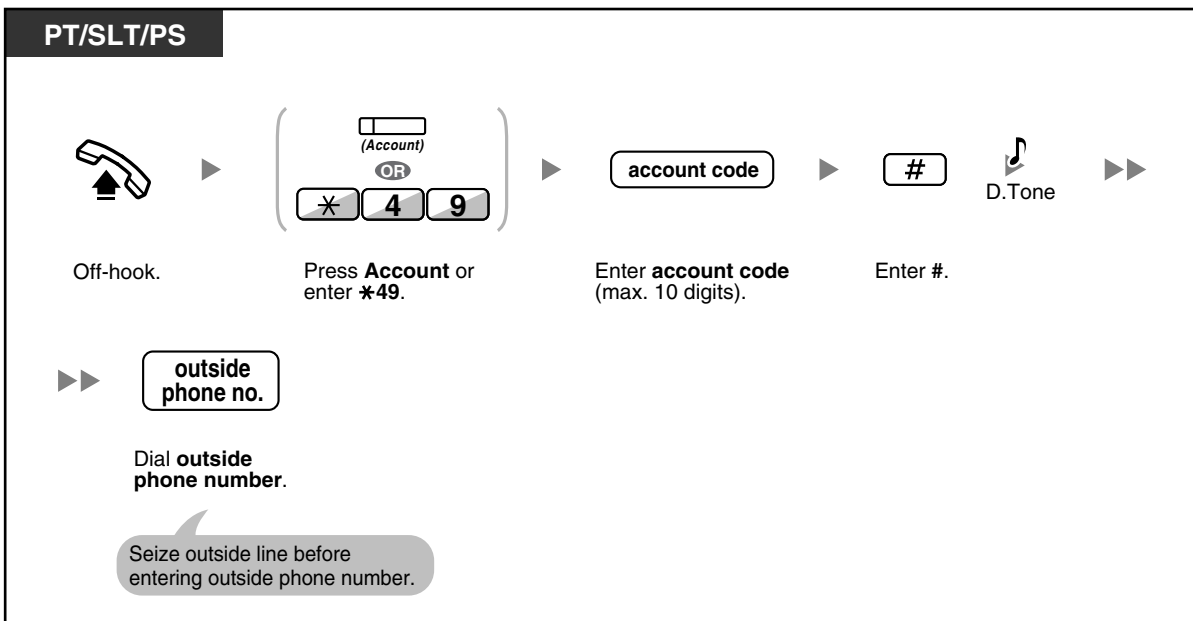 PT/SLT/PS
(Account)
OR
* 4 9
account code
#
D.Tone
Off-hook.
Press Account or
enter *49.
Enter account code
(max. 10 digits).
Enter #.
outside
phone no.
Dial outside
phone number.
Seize outside line before
entering outside phone number.